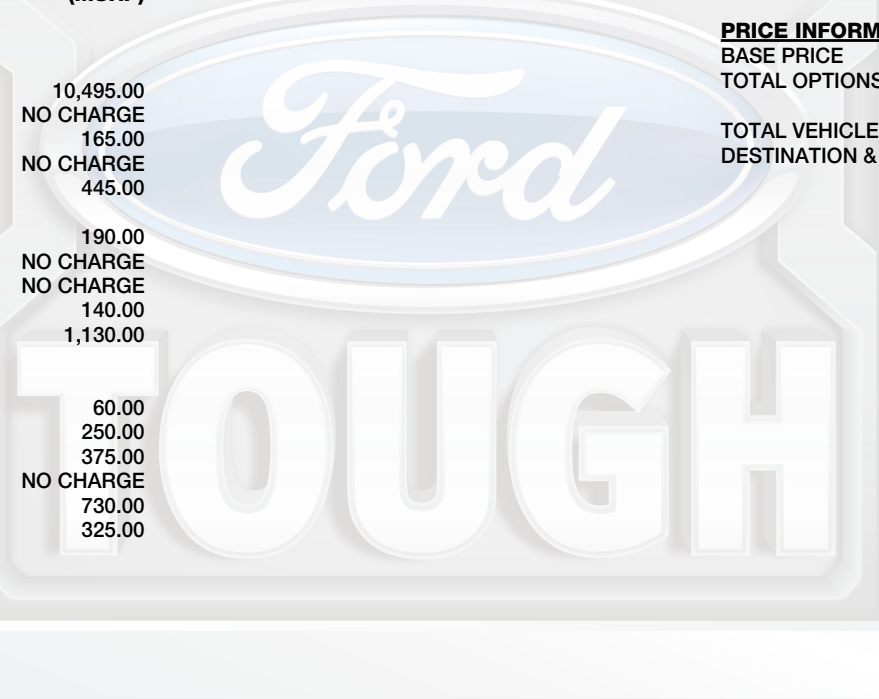 (MSRP)
10,495.00
NO CHARGE
165.00
NO CHARGE
445.00
190.00
NO CHARGE
NO CHARGE
140.00
1,130.00
60.00
250.00
375.00
NO CHARGE
730.00
325.00
PRICE INFORM
BASE PRICE
TOTAL OPTIONS
TOTAL VEHICLE
DESTINATION &
Ford
TOUGH